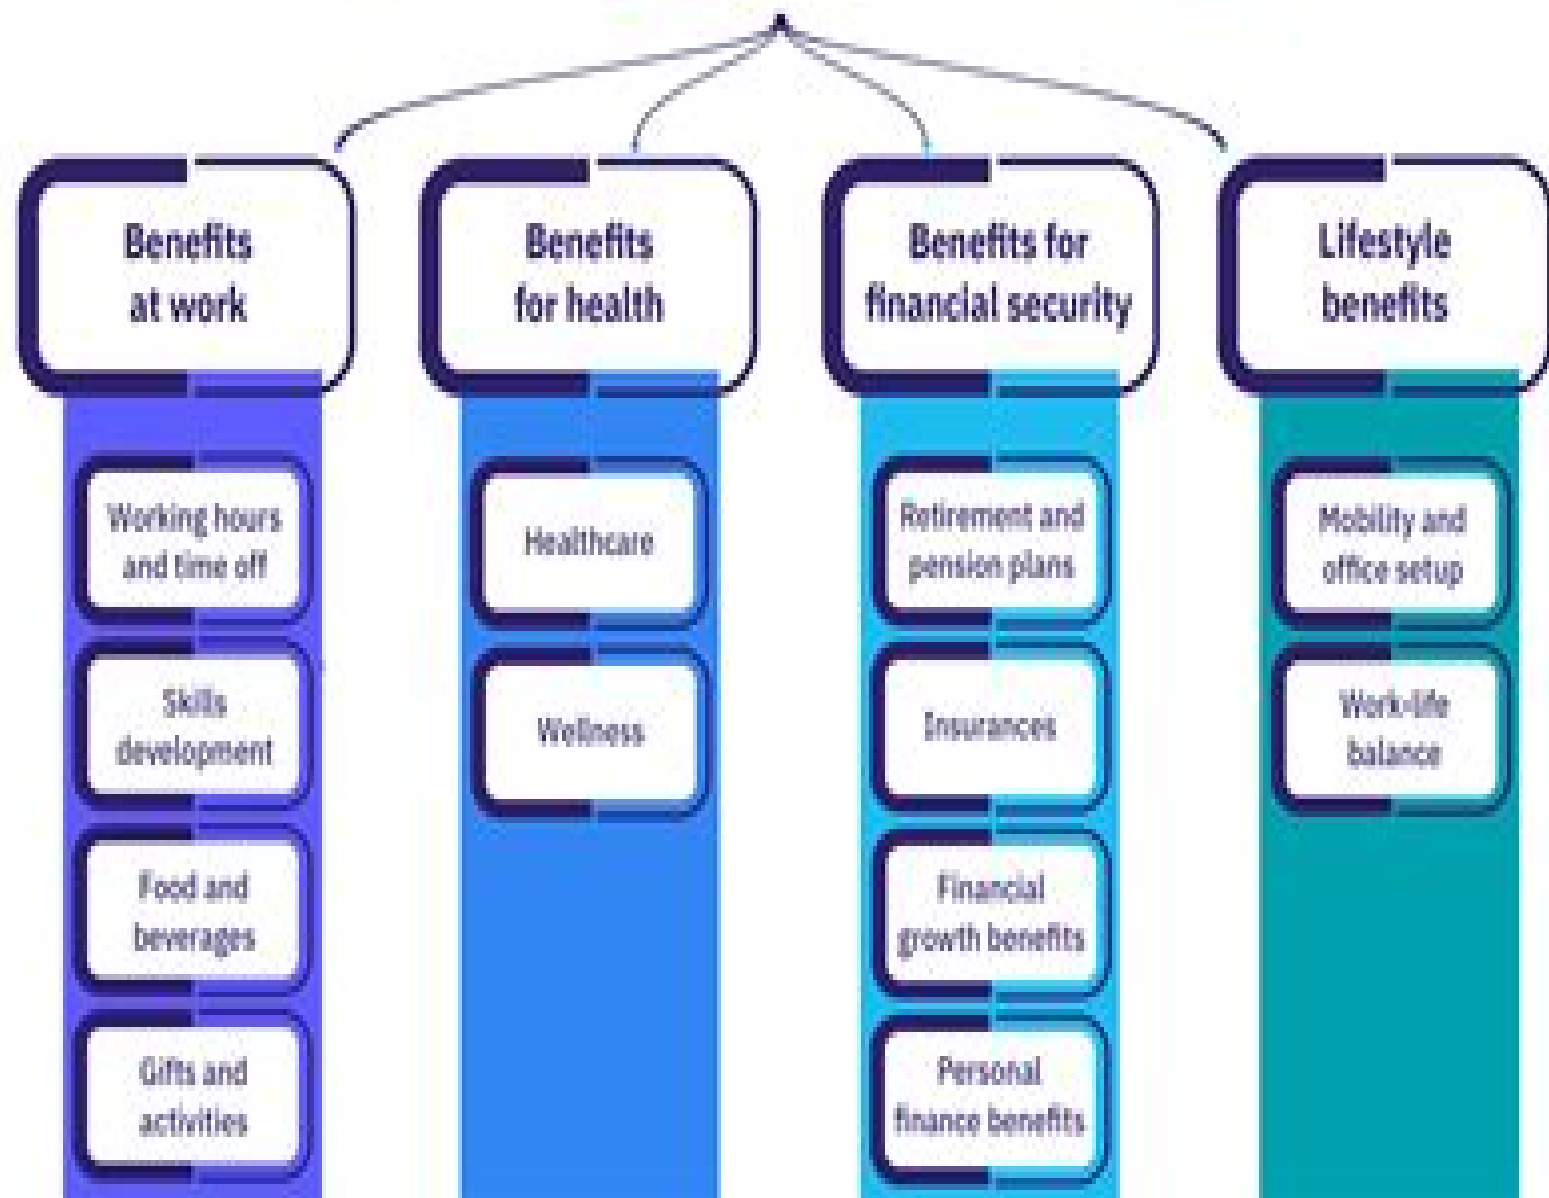 Benefits
at work
Working hours
and time off
Skills
development
Food and
beverages
Gifts and
activities
Benefits
for health
Healthcare
Wellness
Benefits for
financial security
Retirement and
pension plans
Insurances
Financial
growth benefits
Personal
finance benefits
Lifestyle
benefits
Mobility and
office setup
Work-life
balance